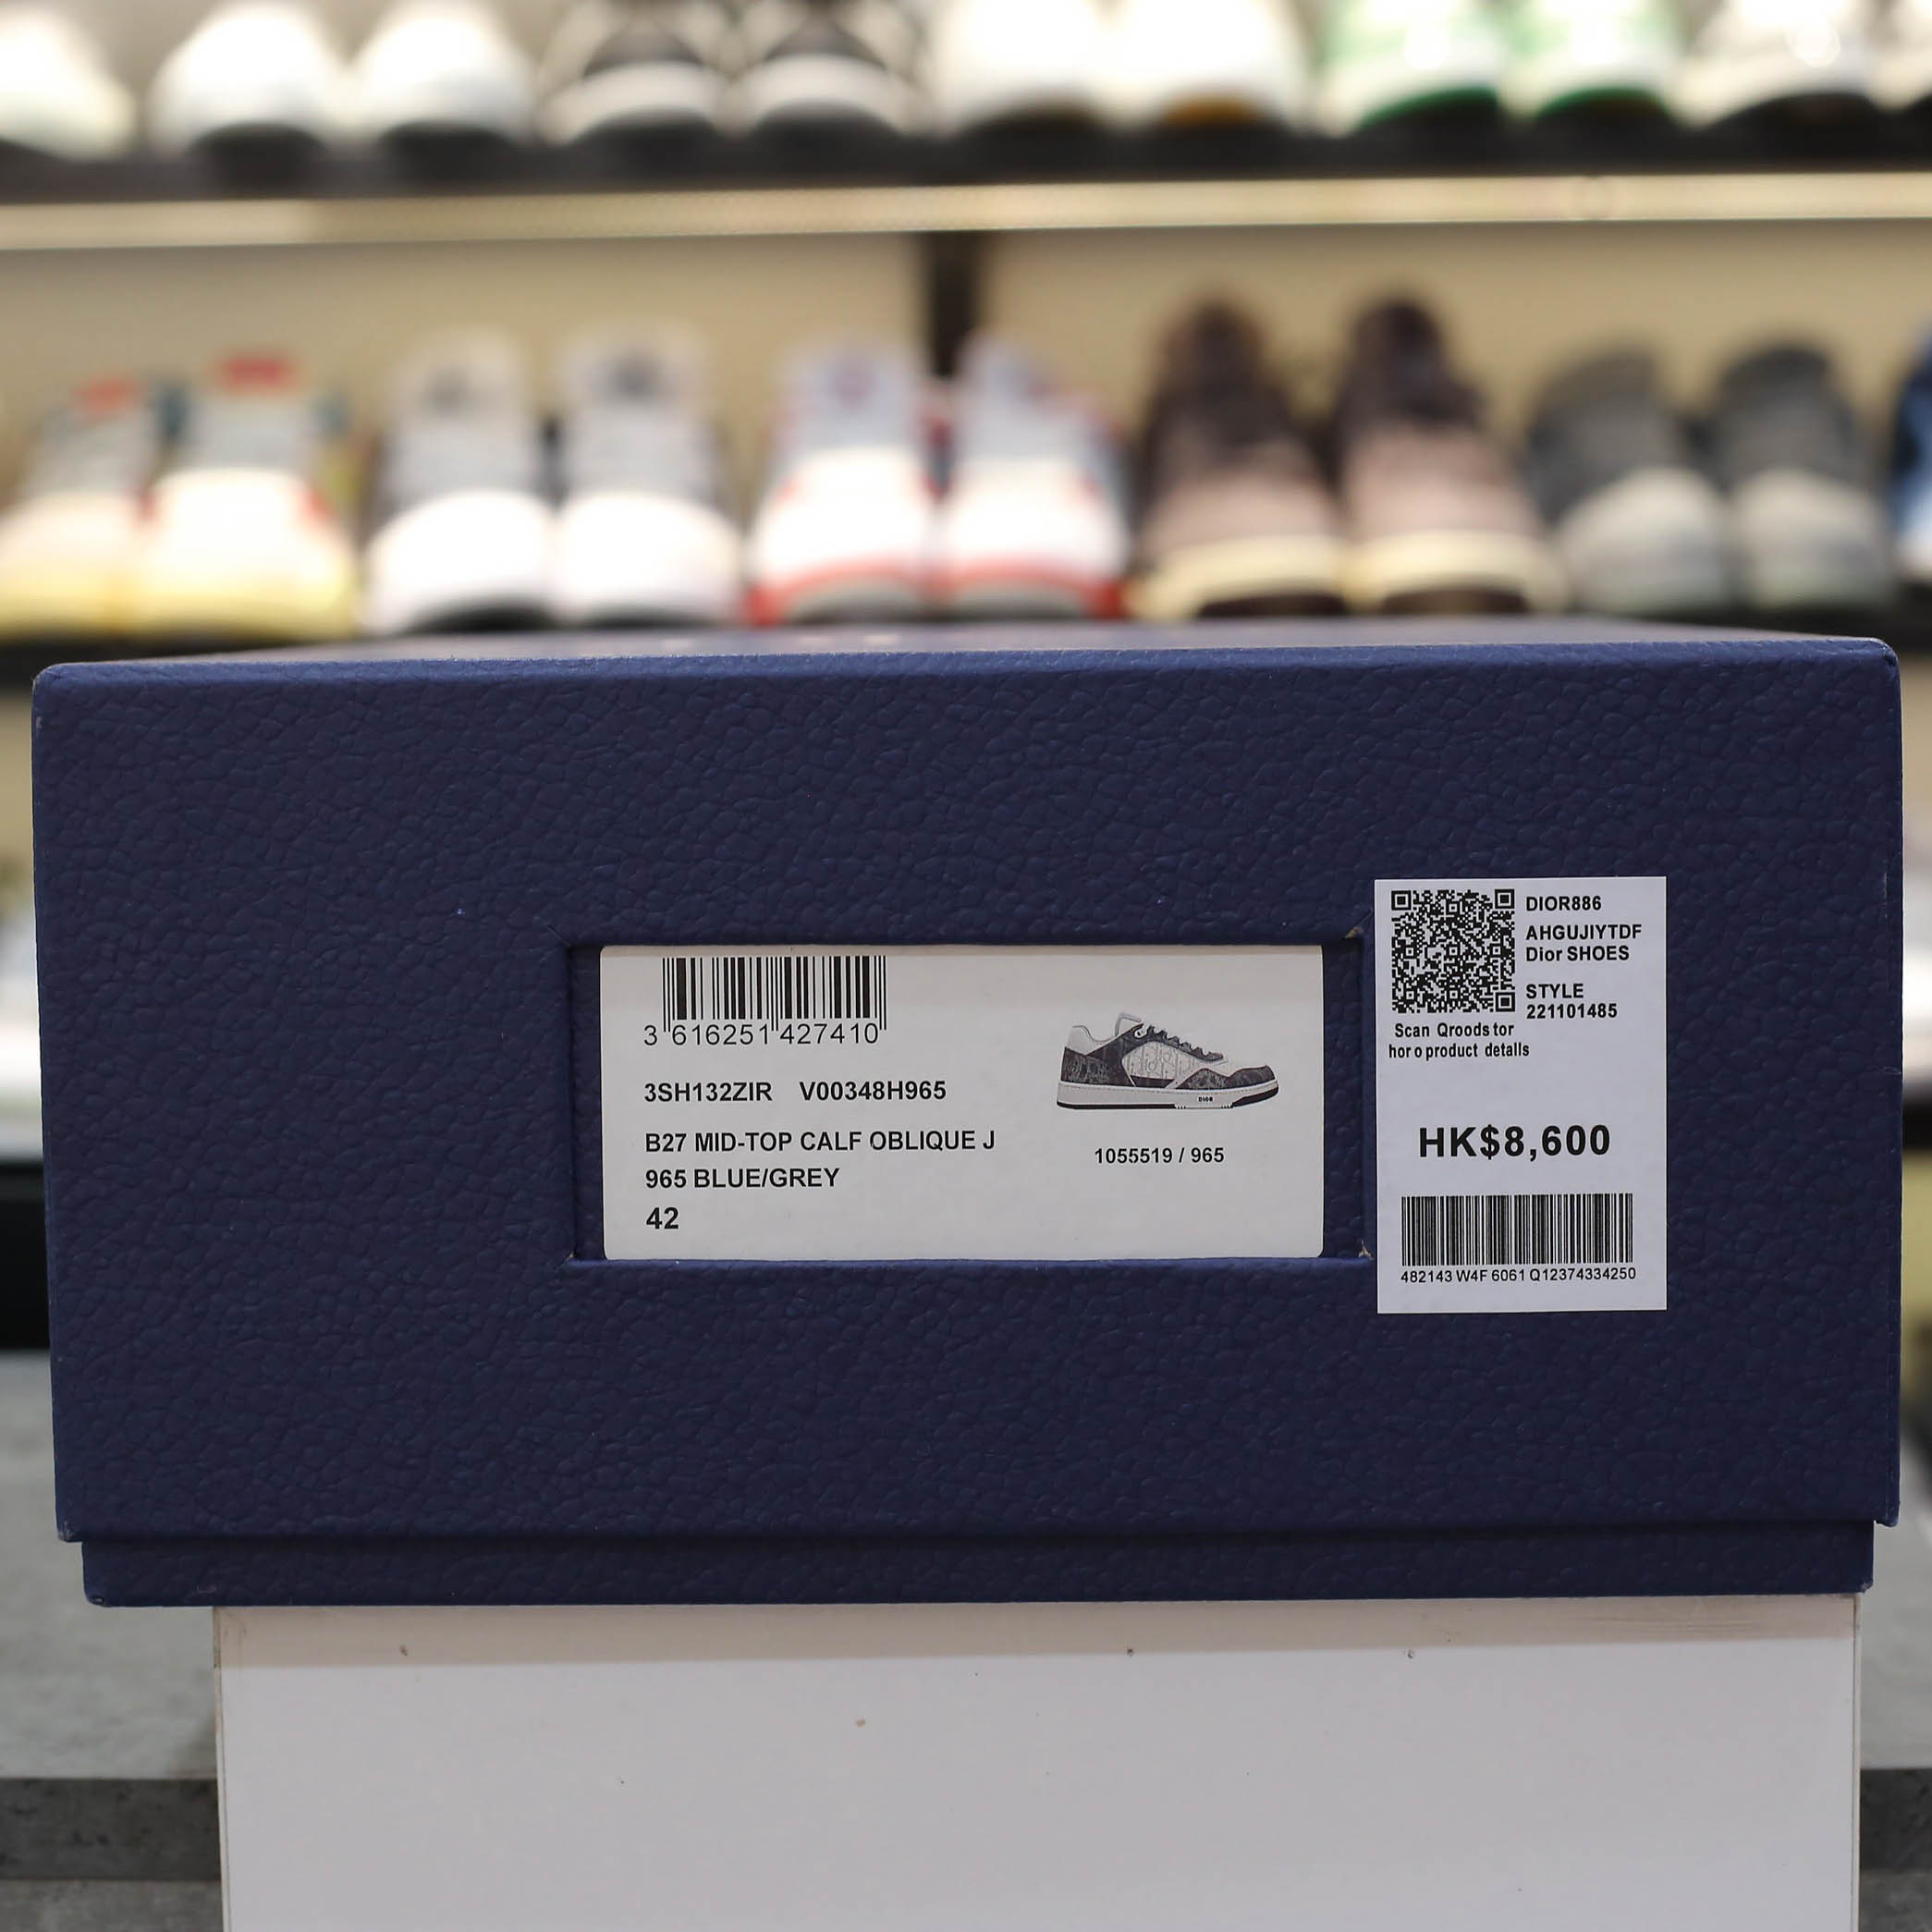 3 616251 427410
3SH132ZIR V00348H965
B27 MID-TOP CALF OBLIQUE J
965 BLUE/GREY
42
DIOR
1055519 / 965
DIOR886
AHGUJIYTDF
Dior SHOES
STYLE
221101485
Scan Qroods tor
hor o product detalls
HK$8,600
482143 W4F 6061 Q12374334250